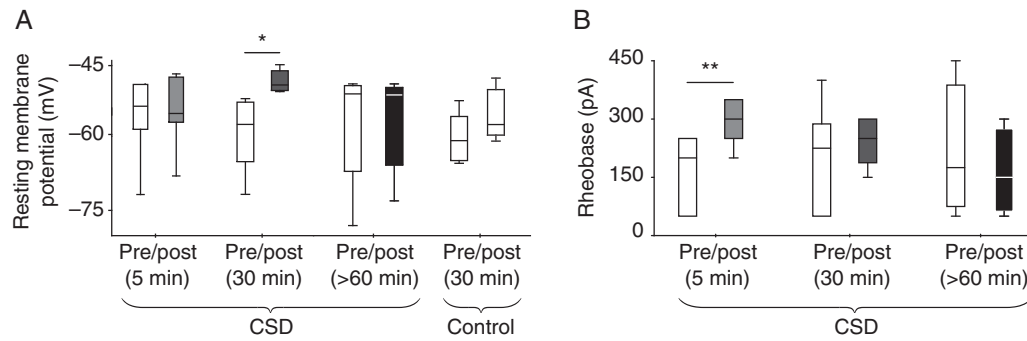 A
Resting membrane
potential (mV)
–45
–60
–75
*
Pre/post
(5 min)
Pre/post
(30 min)
Pre/post
(>60 min)
Pre/post
(30 min)
CSD
Control
B
Rheobase (pA)
450
300
150
0
**
Pre/post
(5 min)
Pre/post
(30 min)
Pre/post
(>60 min)
CSD